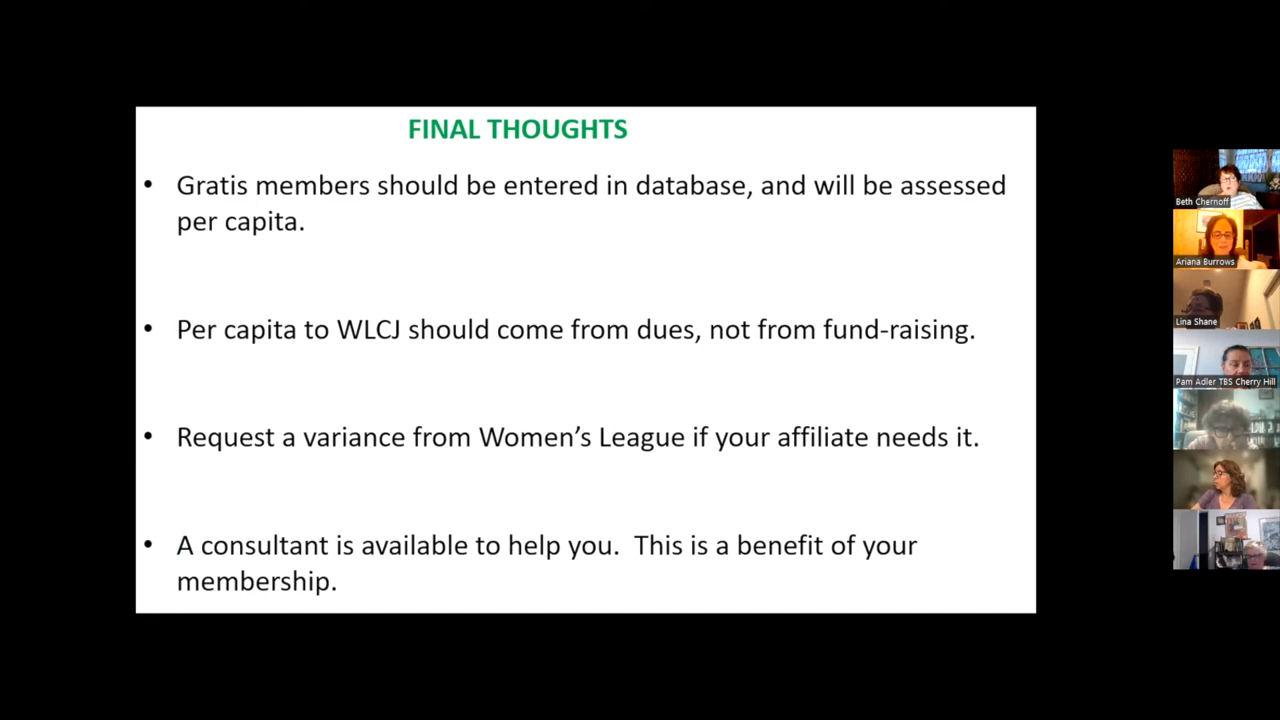 FINAL THOUGHTS
• Gratis members should be entered in database, and will be assessed
per capita.
• Per capita to WLCJ should come from dues, not from fund-raising.
• Request a variance from Women’s League if your affiliate needs it.
• A consultant is available to help you.  This is a benefit of your
membership.
Beth Chernoff
Ariana Burrows
Lina Shane
Pam Adler TBS Cherry Hill